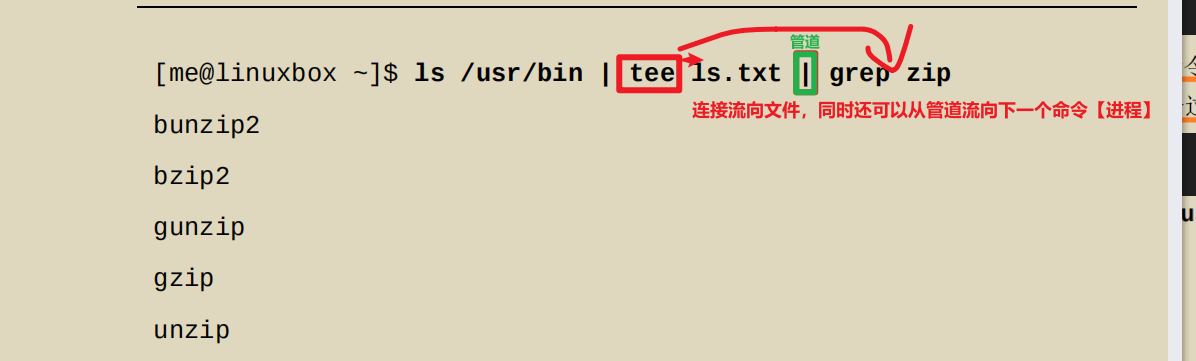 管道
[me@linuxbox ~]$ ls /usr/bin | tee ls.txt | grep zip
连接流向文件，同时还可以从管道流向下一个命令【进程】
bunzip2
bzip2
gunzip
gzip
unzip